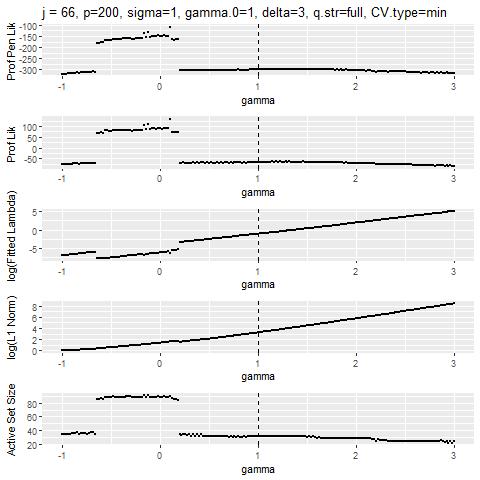 j = 66, p=200, sigma=1, gamma.0=1, delta=3, q.str=full, CV.type=min
Prof Pen Lik
-100
-150
-200
-250
-300
-1 0 1 2 3
gamma
Prof Lik
100
50
0
-50
-1 0 1 2 3
gamma
log(Fitted Lambda)
5
0
-5
-1 0 1 2 3
gamma
log(L1 Norm)
8
6
4
2
0
-1 0 1 2 3
gamma
Active Set Size
80
60
40
20
-1 0 1 2 3
gamma